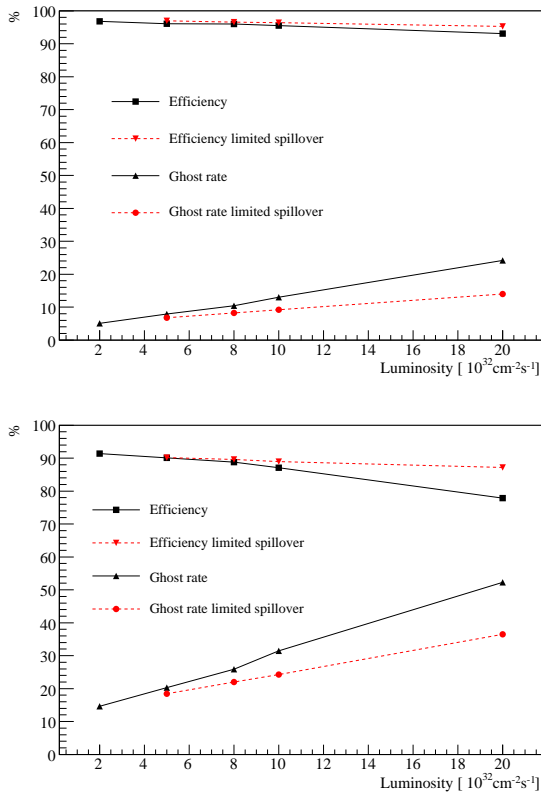 %
100
90
80
70
60
50
40
30
20
10
0
Efficiency
Efficiency limited spillover
Ghost rate
Ghost rate limited spillover
2 4 6 8 10 12 14 16 18 20
Luminosity [ 10³²cm⁻²s⁻¹]
%
100
90
80
70
60
50
40
30
20
10
0
Efficiency
Efficiency limited spillover
Ghost rate
Ghost rate limited spillover
2 4 6 8 10 12 14 16 18 20
Luminosity [ 10³²cm⁻²s⁻¹]